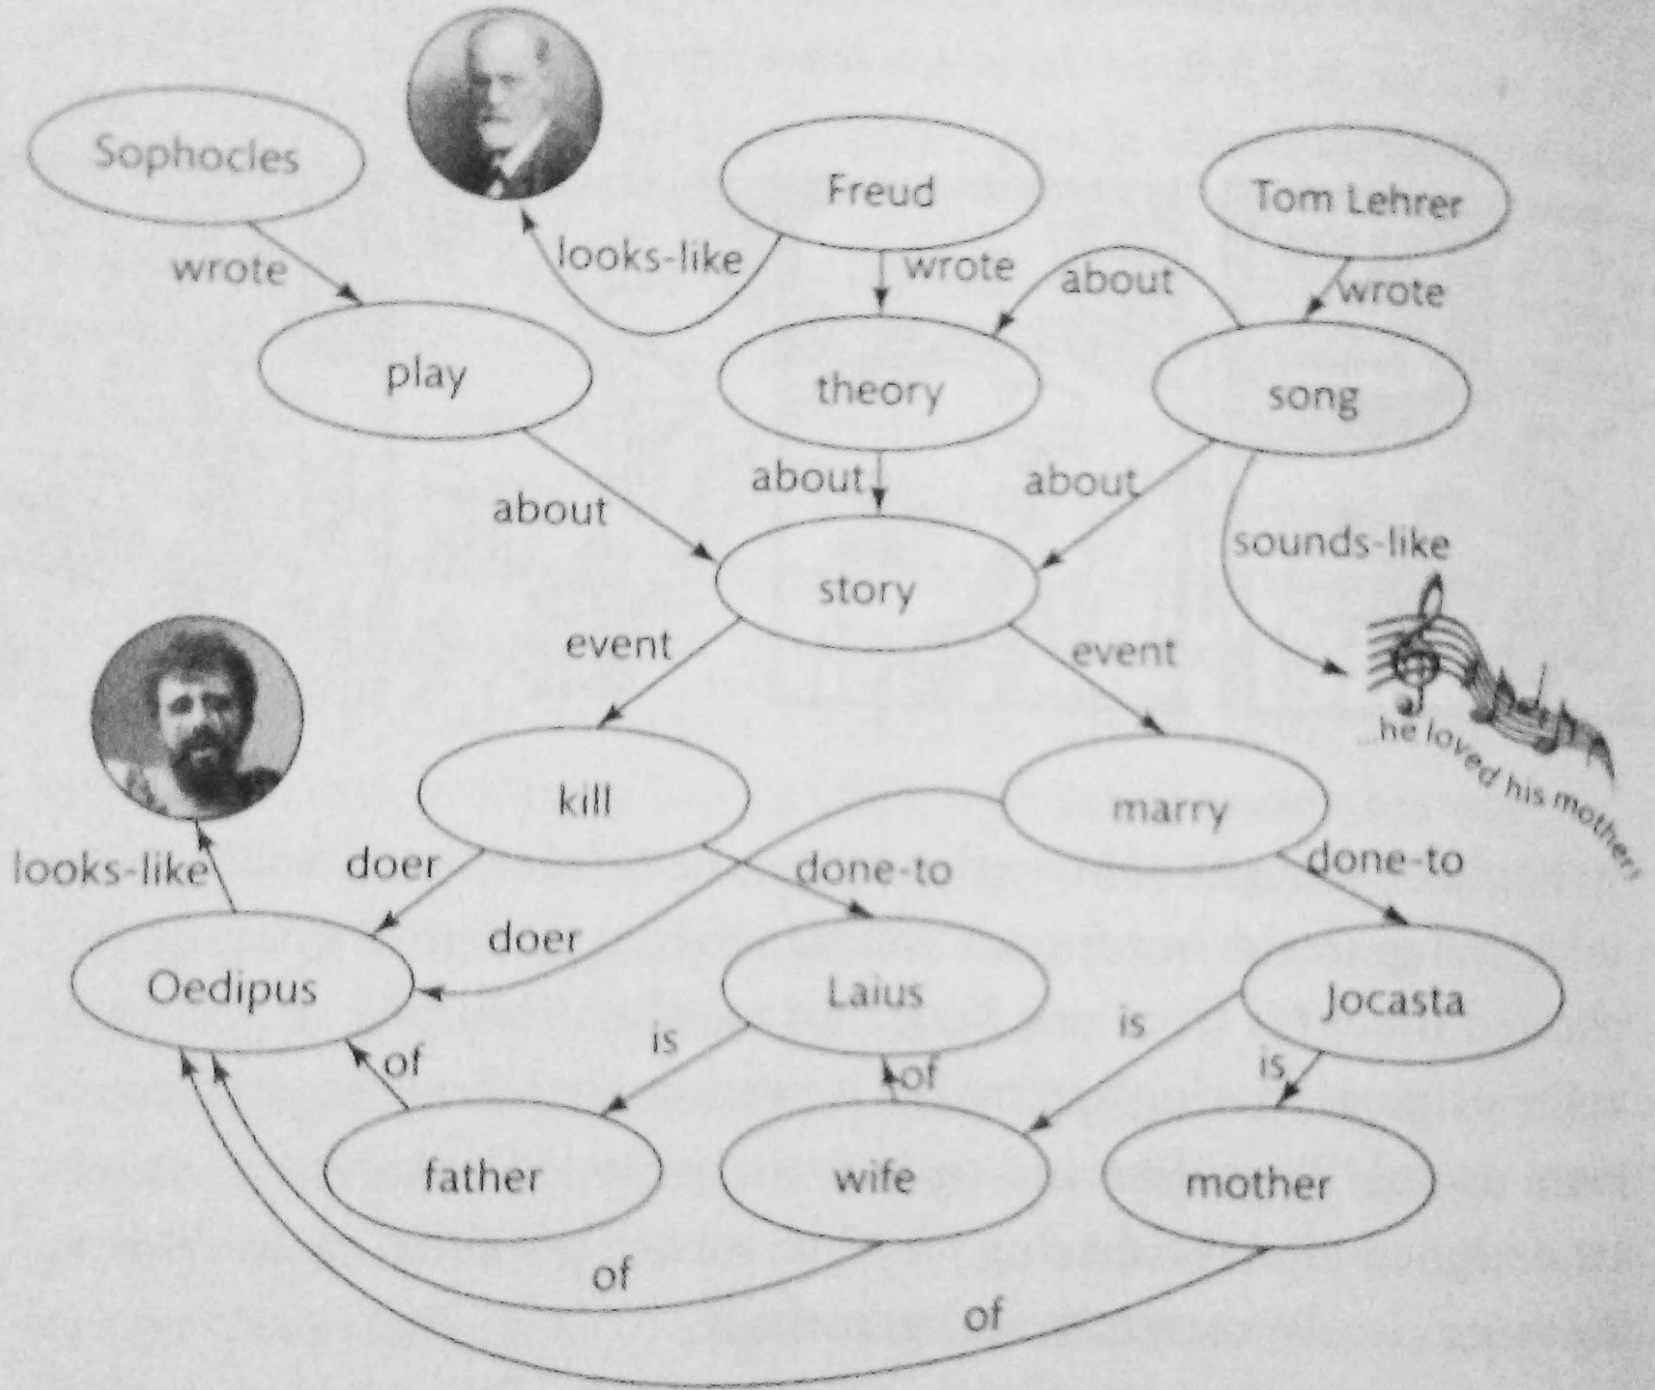 Sophocles
Freud
Tom Lehrer
wrote
looks-like
wrote
about
wrote
play
theory
song
about
about
about
sounds-like
story
event
event
...he loved his mother!
kill
marry
looks-like
doer
done-to
done-to
doer
Oedipus
Laius
Jocasta
of
is
of
is
is
father
wife
mother
of
of